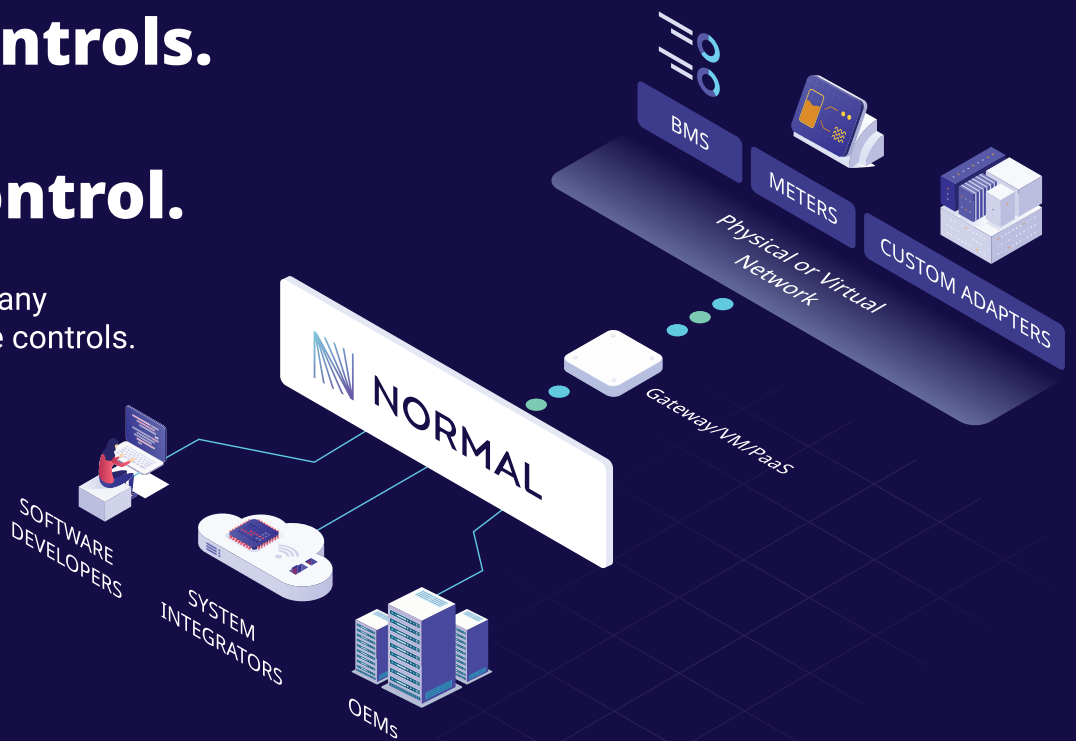 ntrols.
ontrol.
any
e controls.
BMS
METERS
CUSTOM ADAPTERS
Physical or Virtual
Network
Gateway/VM/PaaS
NORMAL
SOFTWARE
DEVELOPERS
SYSTEM
INTEGRATORS
OEMs